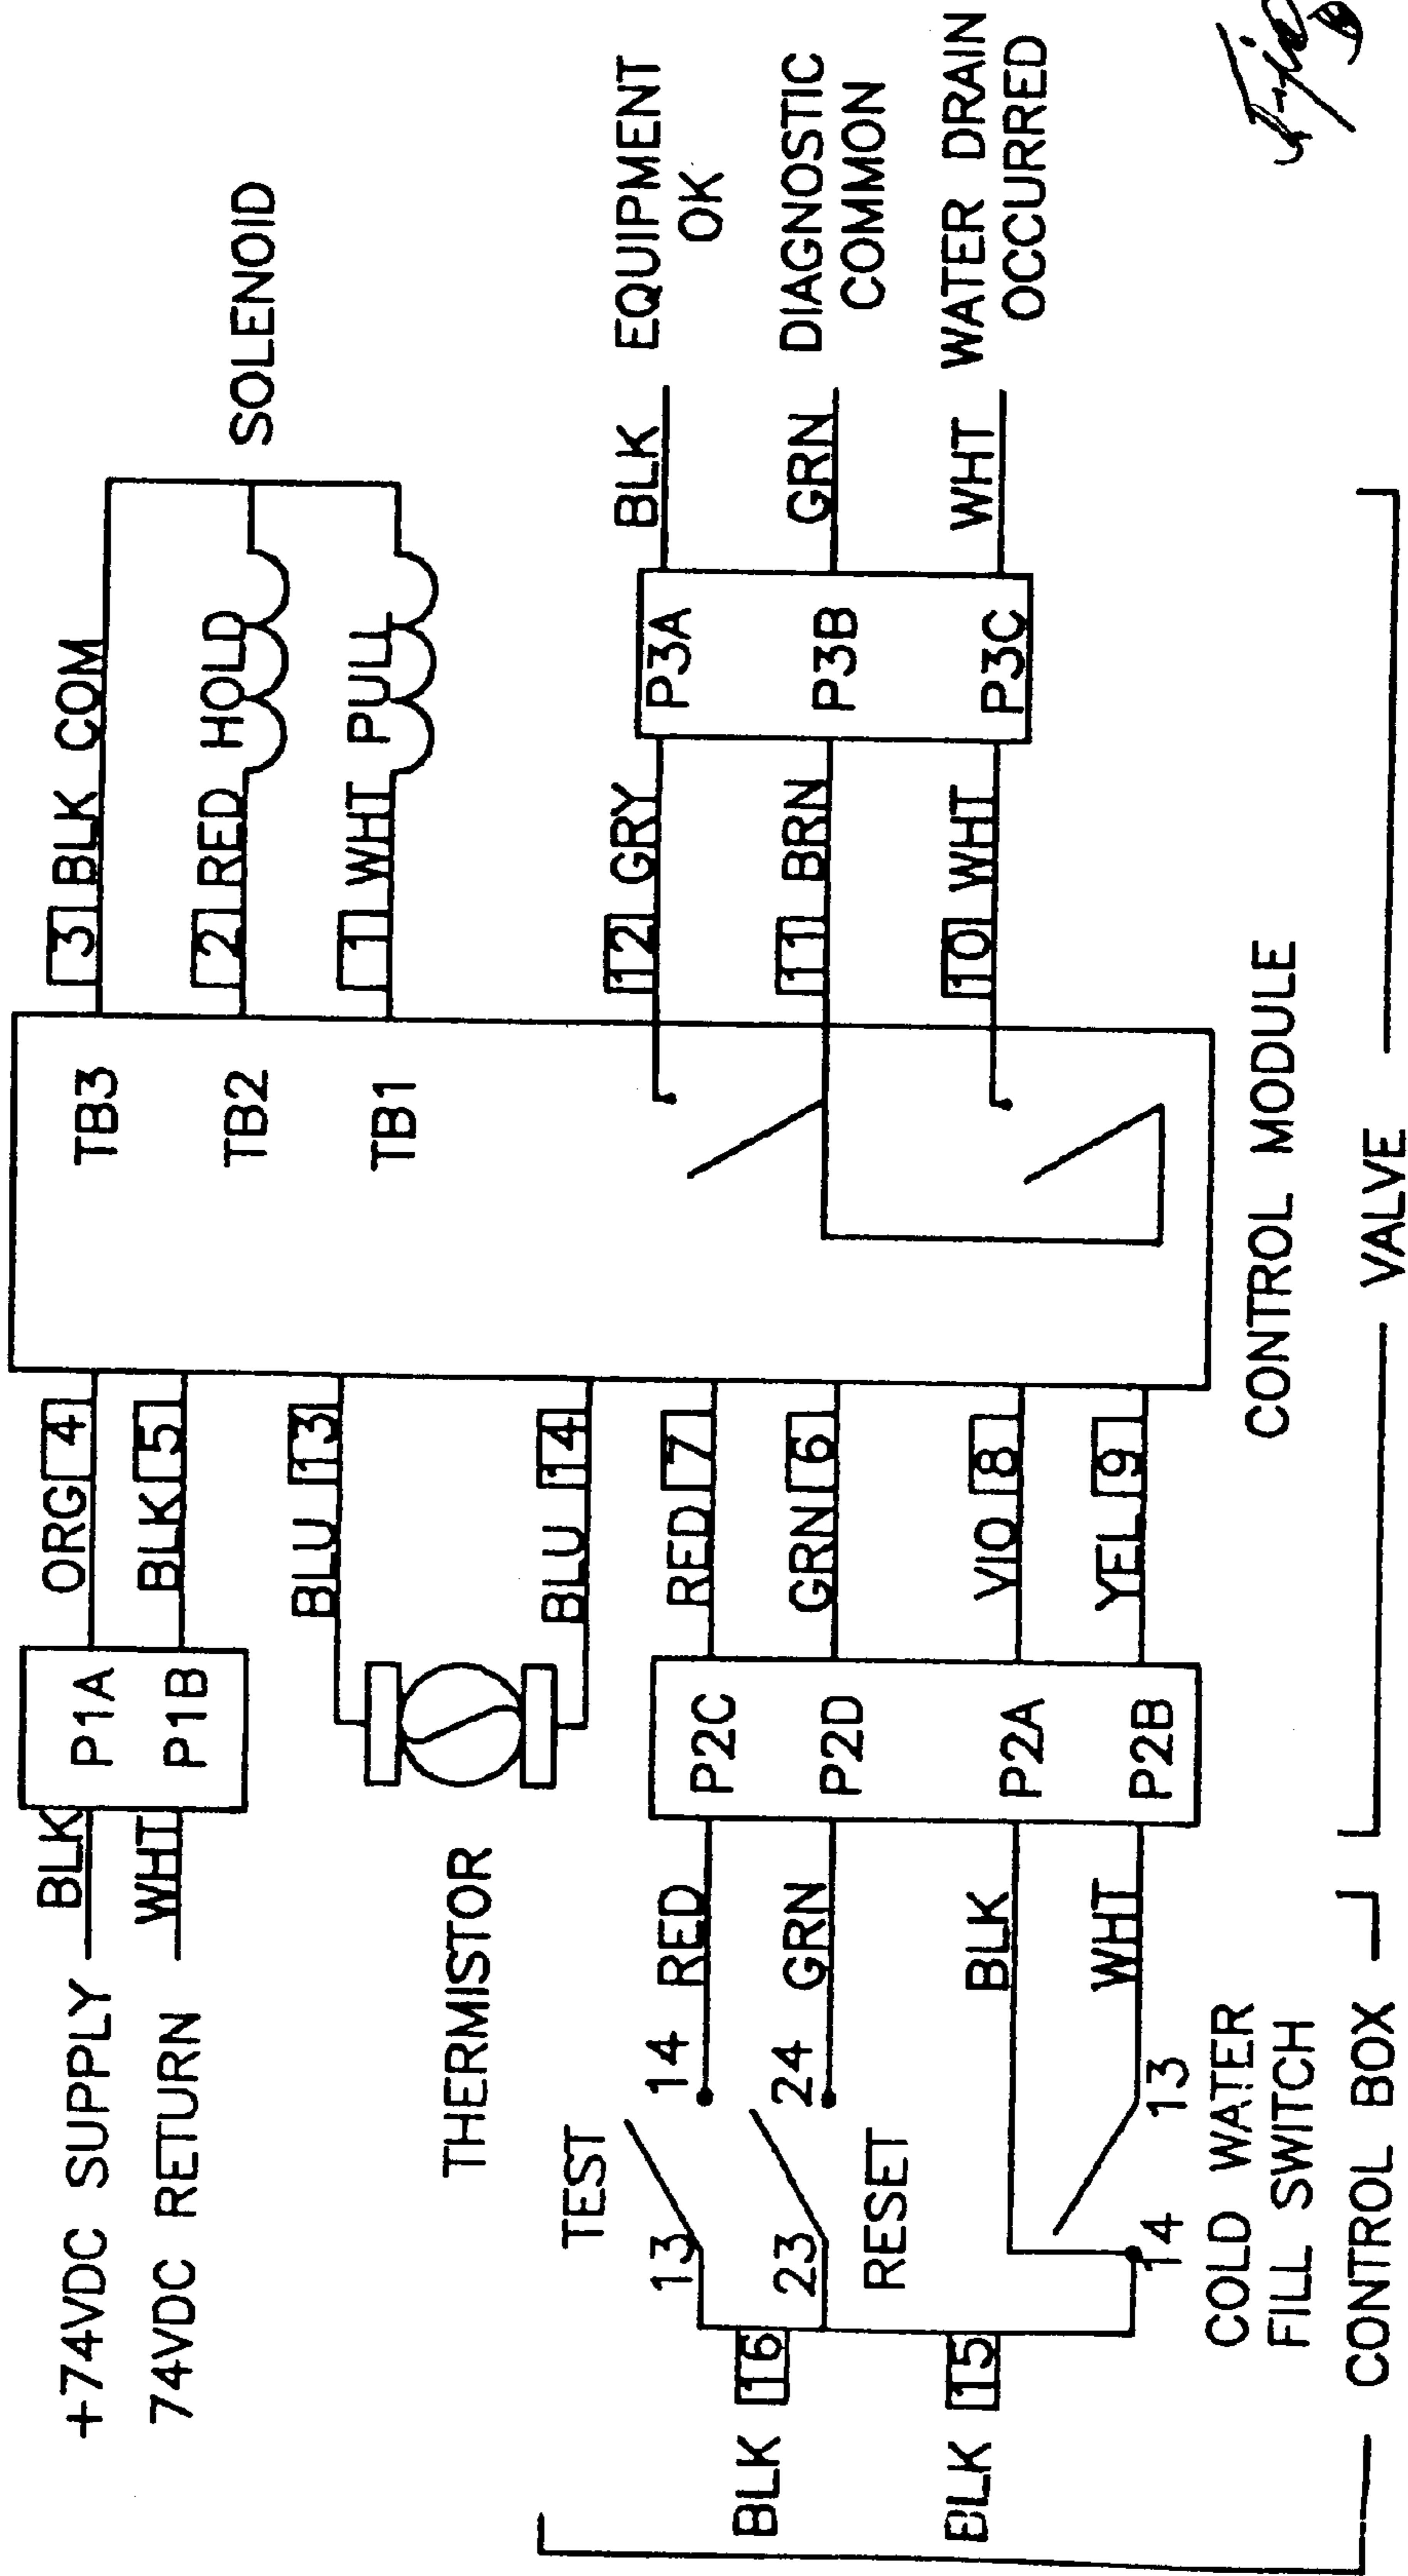 +74VDC SUPPLY
74VDC RETURN
BLK
WHT
P1A
P1B
ORG 4
BLK 5
THERMISTOR
BLU 13
BLU 14
TB3
TB2
TB1
3 BLK COM
2 RED HOLD
1 WHT PULL
SOLENOID
TEST
13
14 RED
23
24 GRN
RESET
BLK 16
BLK 15
BLK
WHT
13
14
COLD WATER
FILL SWITCH
CONTROL BOX
P2C
P2D
P2A
P2B
RED 7
GRN 6
VIO 8
YEL 9
12 GRY
11 BRN
10 WHT
P3A
P3B
P3C
BLK
GRN
WHT
EQUIPMENT
OK
DIAGNOSTIC
COMMON
WATER DRAIN
OCCURRED
CONTROL MODULE
VALVE